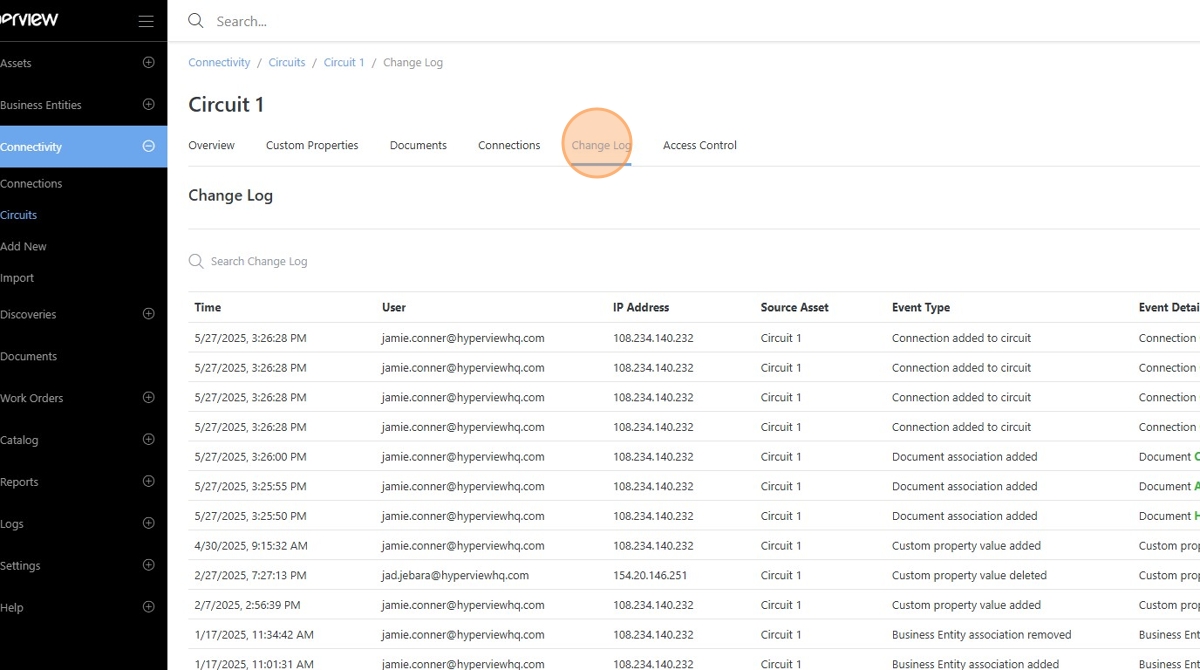 erview
Search...
Assets
Business Entities
Connectivity
Connections
Circuits
Add New
Import
Discoveries
Documents
Work Orders
Catalog
Reports
Logs
Settings
Help
Connectivity / Circuits / Circuit 1 / Change Log
Circuit 1
Overview Custom Properties Documents Connections Change Log Access Control
Change Log
Search Change Log
Time User IP Address Source Asset Event Type Event Detai
5/27/2025, 3:26:28 PM jamie.conner@hyperviewhq.com 108.234.140.232 Circuit 1 Connection added to circuit Connection
5/27/2025, 3:26:28 PM jamie.conner@hyperviewhq.com 108.234.140.232 Circuit 1 Connection added to circuit Connection
5/27/2025, 3:26:28 PM jamie.conner@hyperviewhq.com 108.234.140.232 Circuit 1 Connection added to circuit Connection
5/27/2025, 3:26:28 PM jamie.conner@hyperviewhq.com 108.234.140.232 Circuit 1 Connection added to circuit Connection
5/27/2025, 3:26:00 PM jamie.conner@hyperviewhq.com 108.234.140.232 Circuit 1 Document association added Document
5/27/2025, 3:25:55 PM jamie.conner@hyperviewhq.com 108.234.140.232 Circuit 1 Document association added Document
5/27/2025, 3:25:50 PM jamie.conner@hyperviewhq.com 108.234.140.232 Circuit 1 Document association added Document
4/30/2025, 9:15:32 AM jamie.conner@hyperviewhq.com 108.234.140.232 Circuit 1 Custom property value added Custom prop
2/27/2025, 7:27:13 PM jad.jebara@hyperviewhq.com 154.20.146.251 Circuit 1 Custom property value deleted Custom prop
2/7/2025, 2:56:39 PM jamie.conner@hyperviewhq.com 108.234.140.232 Circuit 1 Custom property value added Custom prop
1/17/2025, 11:34:42 AM jamie.conner@hyperviewhq.com 108.234.140.232 Circuit 1 Business Entity association removed Business Ent
1/17/2025, 11:01:31 AM jamie.conner@hyperviewhq.com 108.234.140.232 Circuit 1 Business Entity association added Business Ent